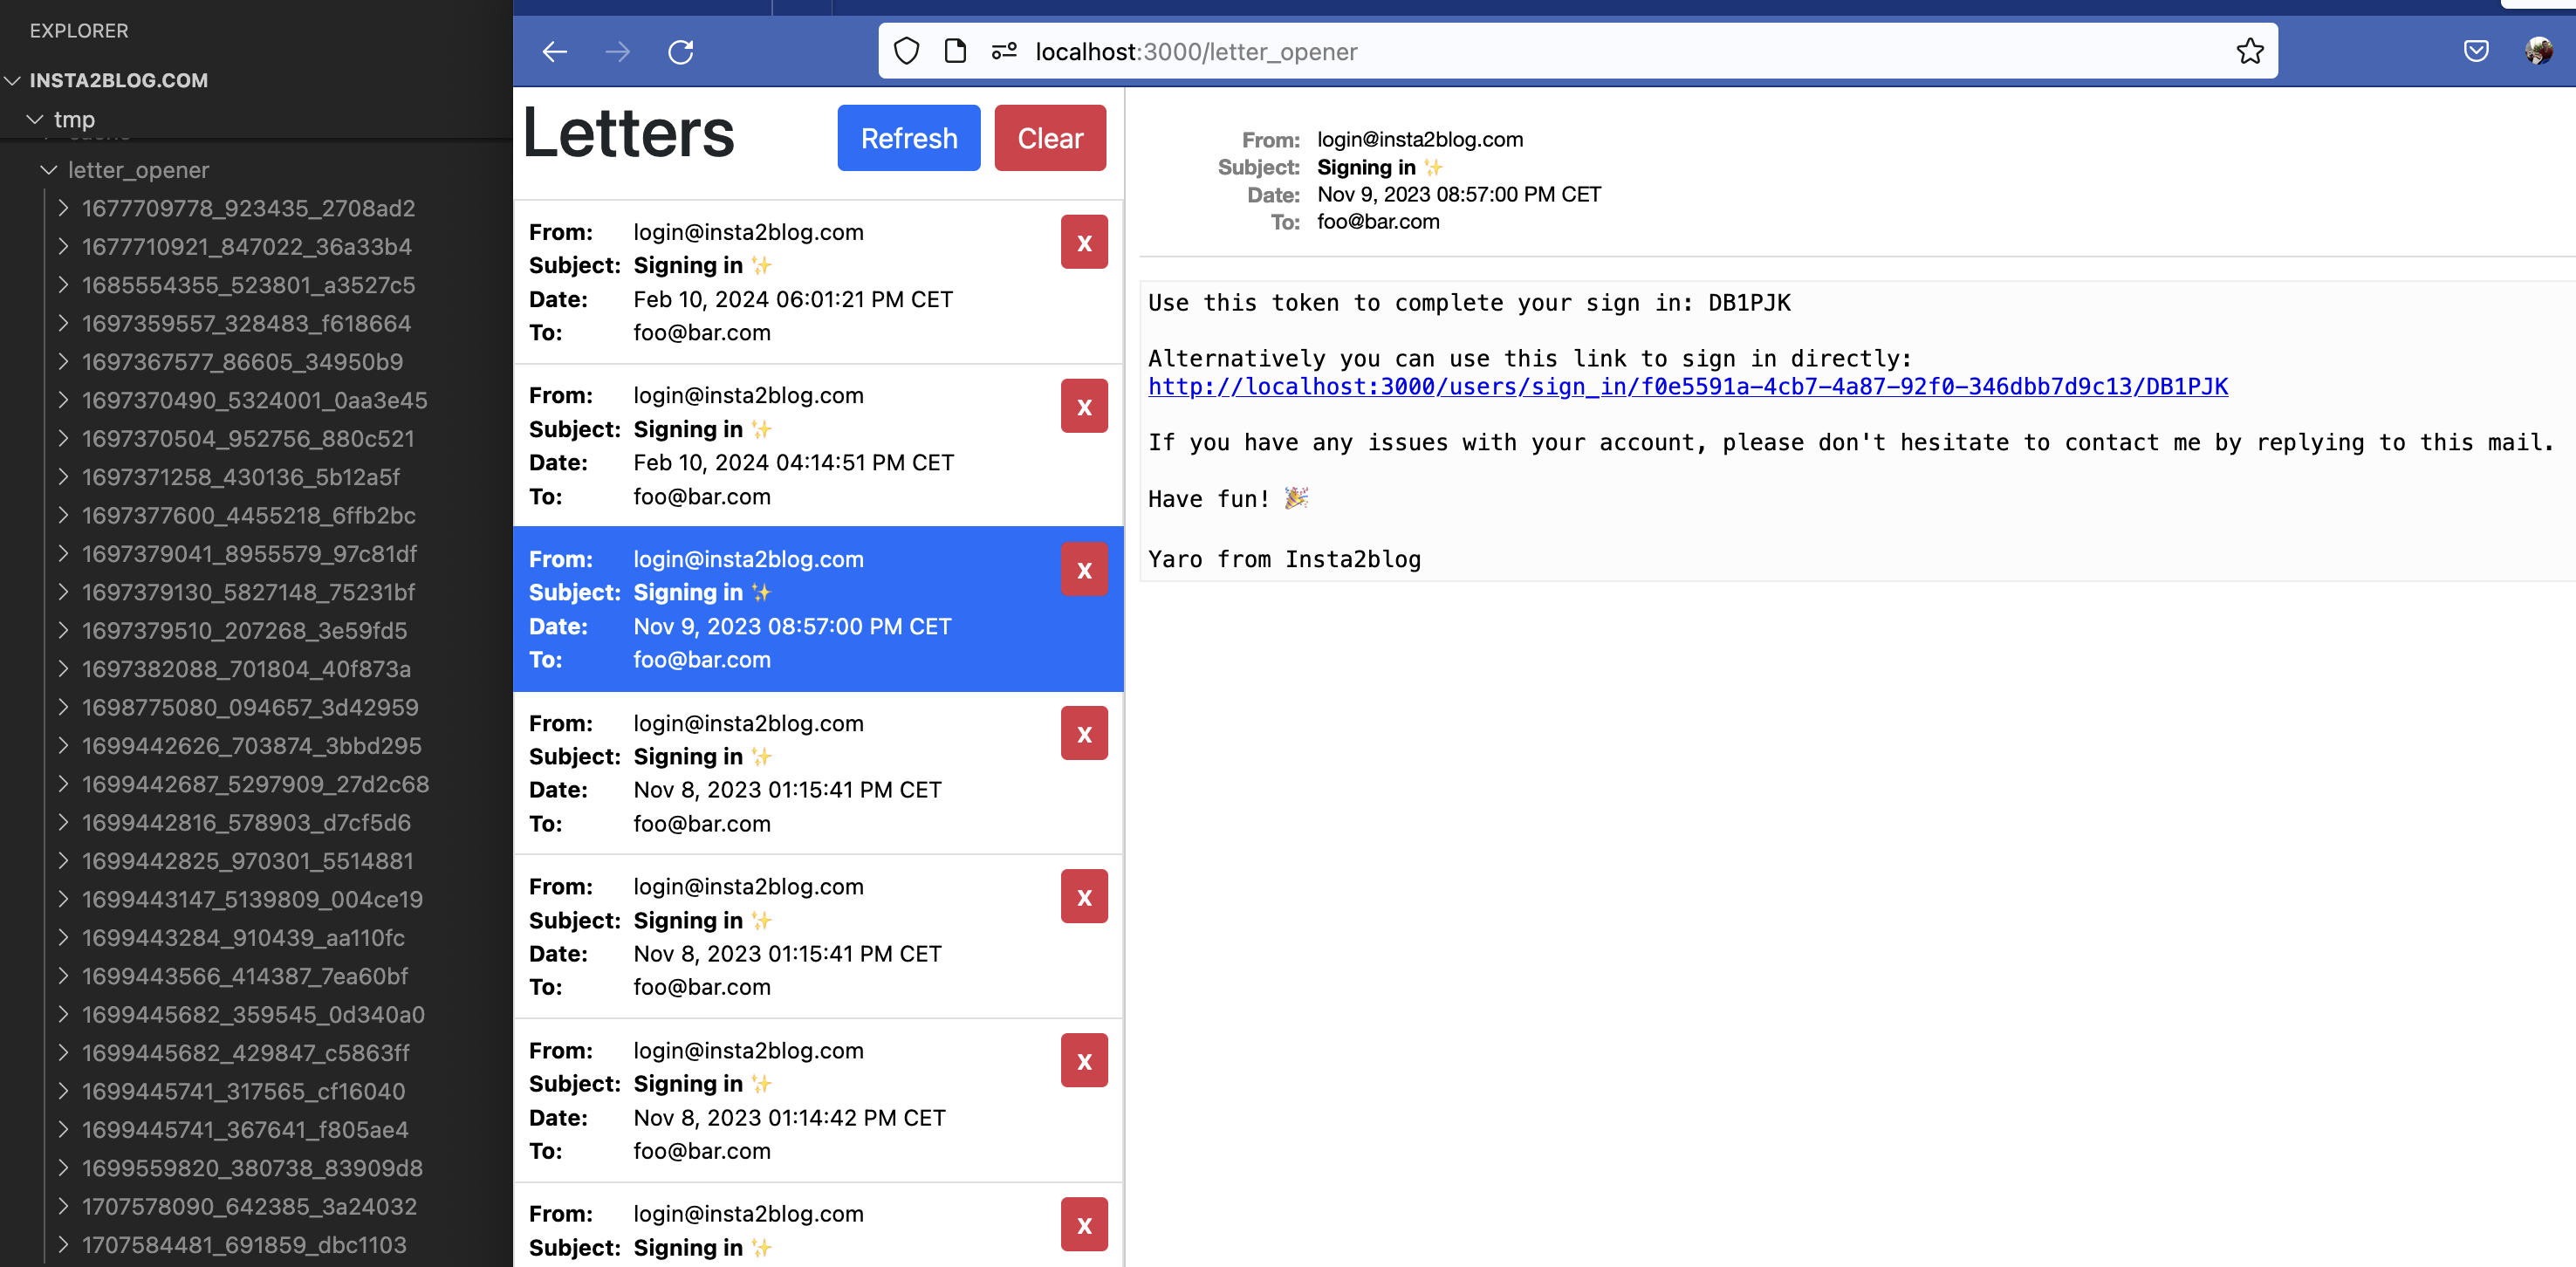 EXPLORER
INSTA2BLOG.COM
tmp
letter_opener
1677709778_923435_2708ad2
1677710921_847022_36a33b4
1685554355_523801_a3527c5
1697359557_328483_f618664
1697367577_86605_34950b9
1697370490_5324001_0aa3e45
1697370504_952756_880c521
1697371258_430136_5b12a5f
1697377600_4455218_6ffb2bc
1697379041_8955579_97c81df
1697379130_5827148_75231bf
1697379510_207268_3e59fd5
1697382088_701804_40f873a
1698775080_094657_3d42959
1699442626_703874_3bbd295
1699442687_5297909_27d2c68
1699442816_578903_d7cf5d6
1699442825_970301_5514881
1699443147_5139809_004ce19
1699443284_910439_aa110fc
1699443566_414387_7ea60bf
1699445682_359545_0d340a0
1699445682_429847_c5863ff
1699445741_317565_cf16040
1699445741_367641_f805ae4
1699559820_380738_83909d8
1707578090_642385_3a24032
1707584481_691859_dbc1103
localhost:3000/letter_opener
Letters Refresh Clear
From: login@insta2blog.com X
Subject: Signing in ✨
Date: Feb 10, 2024 06:01:21 PM CET
To: foo@bar.com
From: login@insta2blog.com X
Subject: Signing in ✨
Date: Feb 10, 2024 04:14:51 PM CET
To: foo@bar.com
From: login@insta2blog.com X
Subject: Signing in ✨
Date: Nov 9, 2023 08:57:00 PM CET
To: foo@bar.com
From: login@insta2blog.com X
Subject: Signing in ✨
Date: Nov 8, 2023 01:15:41 PM CET
To: foo@bar.com
From: login@insta2blog.com X
Subject: Signing in ✨
Date: Nov 8, 2023 01:15:41 PM CET
To: foo@bar.com
From: login@insta2blog.com X
Subject: Signing in ✨
Date: Nov 8, 2023 01:14:42 PM CET
To: foo@bar.com
From: login@insta2blog.com X
Subject: Signing in ✨
From: login@insta2blog.com
Subject: Signing in ✨
Date: Nov 9, 2023 08:57:00 PM CET
To: foo@bar.com
Use this token to complete your sign in: DB1PJK
Alternatively you can use this link to sign in directly:
http://localhost:3000/users/sign_in/f0e5591a-4cb7-4a87-92f0-346dbb7d9c13/DB1PJK
If you have any issues with your account, please don't hesitate to contact me by replying to this mail.
Have fun! 🎉
Yaro from Insta2blog